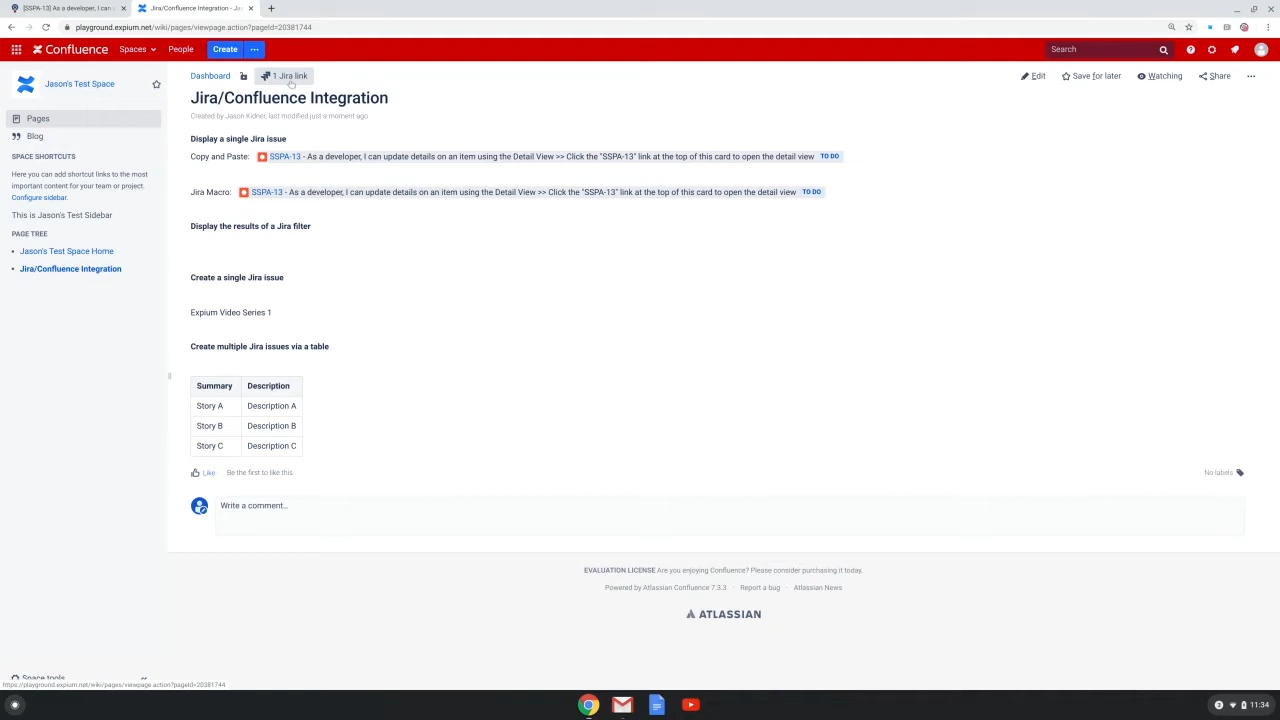 [SSPA-13] As a developer, I can u
Jira/Confluence Integration - Ja
playground.expium.net/wiki/pages/viewpage.action?pageId=20381744
Confluence Spaces People Create Search
Jason's Test Space
Dashboard 1 Jira link Edit Save for later Watching Share
Jira/Confluence Integration
Created by Jason Kidner, last modified just a moment ago
Pages
Blog
SPACE SHORTCUTS
Here you can add shortcut links to the most
important content for your team or project.
Configure sidebar.
This is Jason's Test Sidebar
PAGE TREE
Jason's Test Space Home
Jira/Confluence Integration
Display a single Jira issue
Copy and Paste: SSPA-13 - As a developer, I can update details on an item using the Detail View >> Click the "SSPA-13" link at the top of this card to open the detail view TO DO
Jira Macro: SSPA-13 - As a developer, I can update details on an item using the Detail View >> Click the "SSPA-13" link at the top of this card to open the detail view TO DO
Display the results of a Jira filter
Create a single Jira issue
Expium Video Series 1
Create multiple Jira issues via a table
Summary Description
Story A Description A
Story B Description B
Story C Description C
Like Be the first to like this No labels
Write a comment...
EVALUATION LICENSE Are you enjoying Confluence? Please consider purchasing it today.
Powered by Atlassian Confluence 7.3.3 · Report a bug · Atlassian News
ATLASSIAN
Space tools
https://playground.expium.net/wiki/pages/viewpage.action?pageId=20381744
11:34